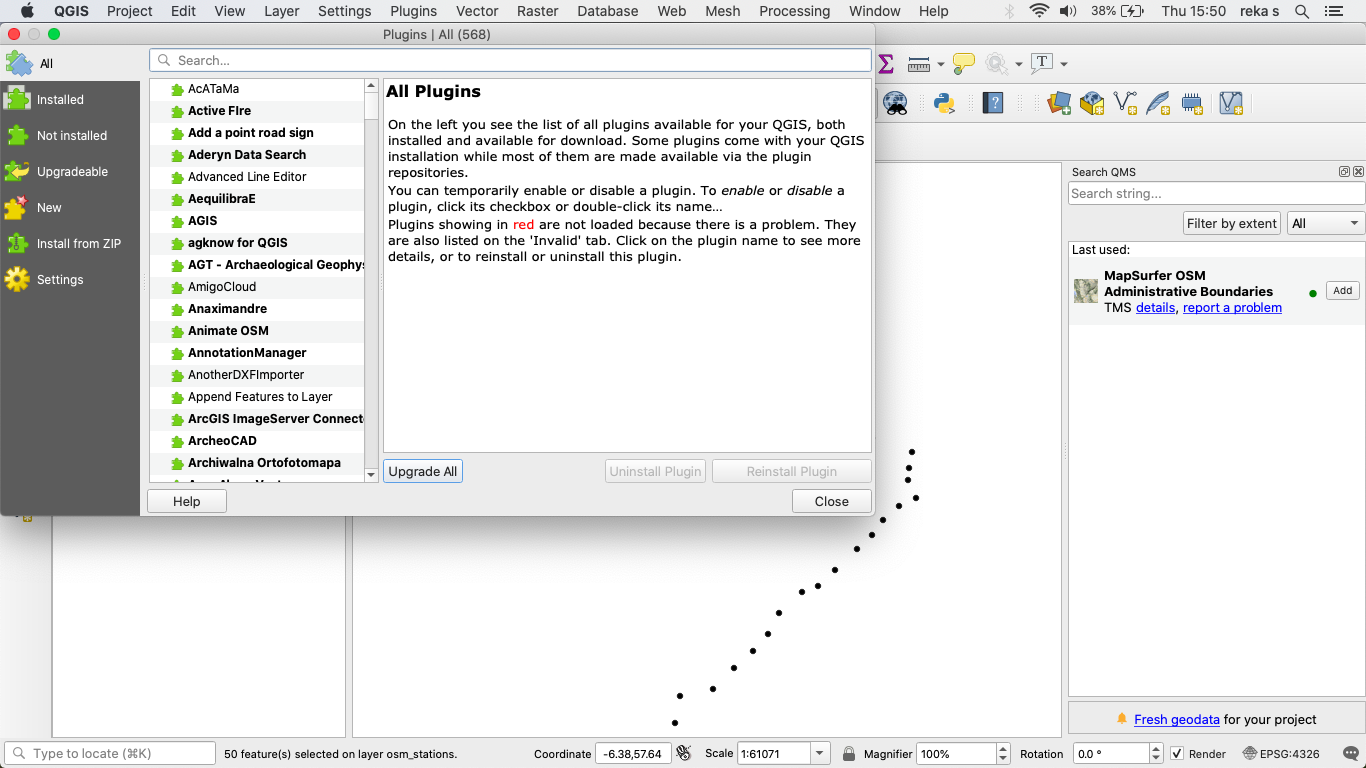 QGIS Project Edit View Layer Settings Plugins Vector Raster Database Web Mesh Processing Window Help 38% Thu 15:50 reka s
Plugins | All (568)
All
Installed
Not installed
Upgradeable
New
Install from ZIP
Settings
Search...
AcATaMa
Active FIre
Add a point road sign
Aderyn Data Search
Advanced Line Editor
AequilibraE
AGIS
agknow for QGIS
AGT - Archaeological Geophys
AmigoCloud
Anaximandre
Animate OSM
AnnotationManager
AnotherDXFImporter
Append Features to Layer
ArcGIS ImageServer Connect
ArcheoCAD
Archiwalna Ortofotomapa
All Plugins
On the left you see the list of all plugins available for your QGIS, both
installed and available for download. Some plugins come with your QGIS
installation while most of them are made available via the plugin
repositories.
You can temporarily enable or disable a plugin. To enable or disable a
plugin, click its checkbox or double-click its name...
Plugins showing in red are not loaded because there is a problem. They
are also listed on the 'Invalid' tab. Click on the plugin name to see more
details, or to reinstall or uninstall this plugin.
Upgrade All Uninstall Plugin Reinstall Plugin
Help Close
Search QMS
Search string...
Filter by extent All
Last used:
MapSurfer OSM
Administrative Boundaries
TMS details, report a problem
Add
Fresh geodata for your project
Type to locate (⌘K) 50 feature(s) selected on layer osm_stations. Coordinate -6.38,57.64 Scale 1:61071 Magnifier 100% Rotation 0.0 ° Render EPSG:4326